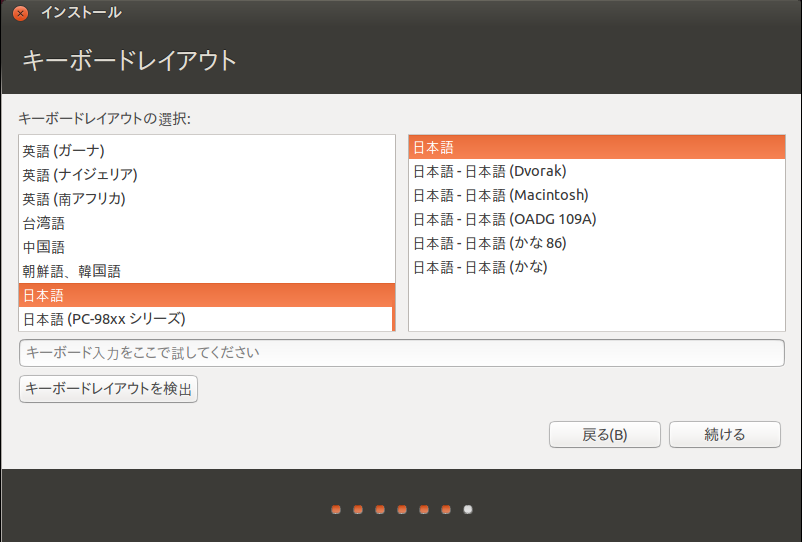 インストール
キーボードレイアウト
キーボードレイアウトの選択:
英語 (ガーナ)
英語 (ナイジェリア)
英語 (南アフリカ)
台湾語
中国語
朝鮮語、韓国語
日本語
日本語 (PC-98xx シリーズ)
日本語
日本語 - 日本語 (Dvorak)
日本語 - 日本語 (Macintosh)
日本語 - 日本語 (OADG 109A)
日本語 - 日本語 (かな 86)
日本語 - 日本語 (かな)
キーボード入力をここで試してください
キーボードレイアウトを検出
戻る(B)
続ける